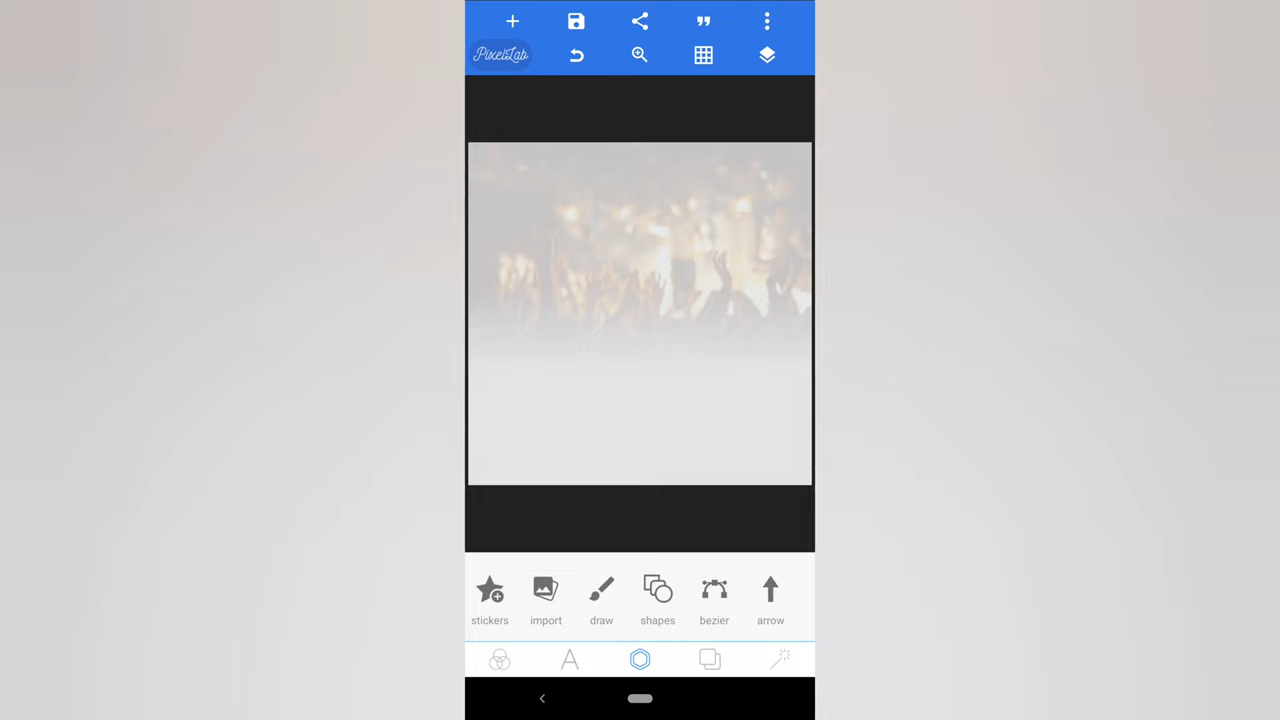 PixelLab
stickers
import
draw
shapes
bezier
arrow